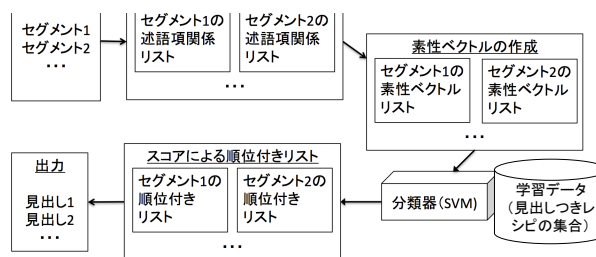 セグメント1
セグメント2
・・・
セグメント1の
述語項関係
リスト
セグメント2の
述語項関係
リスト
・・・
素性ベクトルの作成
セグメント1の
素性ベクトル
リスト
セグメント2の
素性ベクトル
リスト
・・・
分類器(SVM)
学習データ
(見出しつきレ
シピの集合)
スコアによる順位付きリスト
セグメント1の
順位付き
リスト
セグメント2の
順位付き
リスト
・・・
出力
見出し1
見出し2
・・・